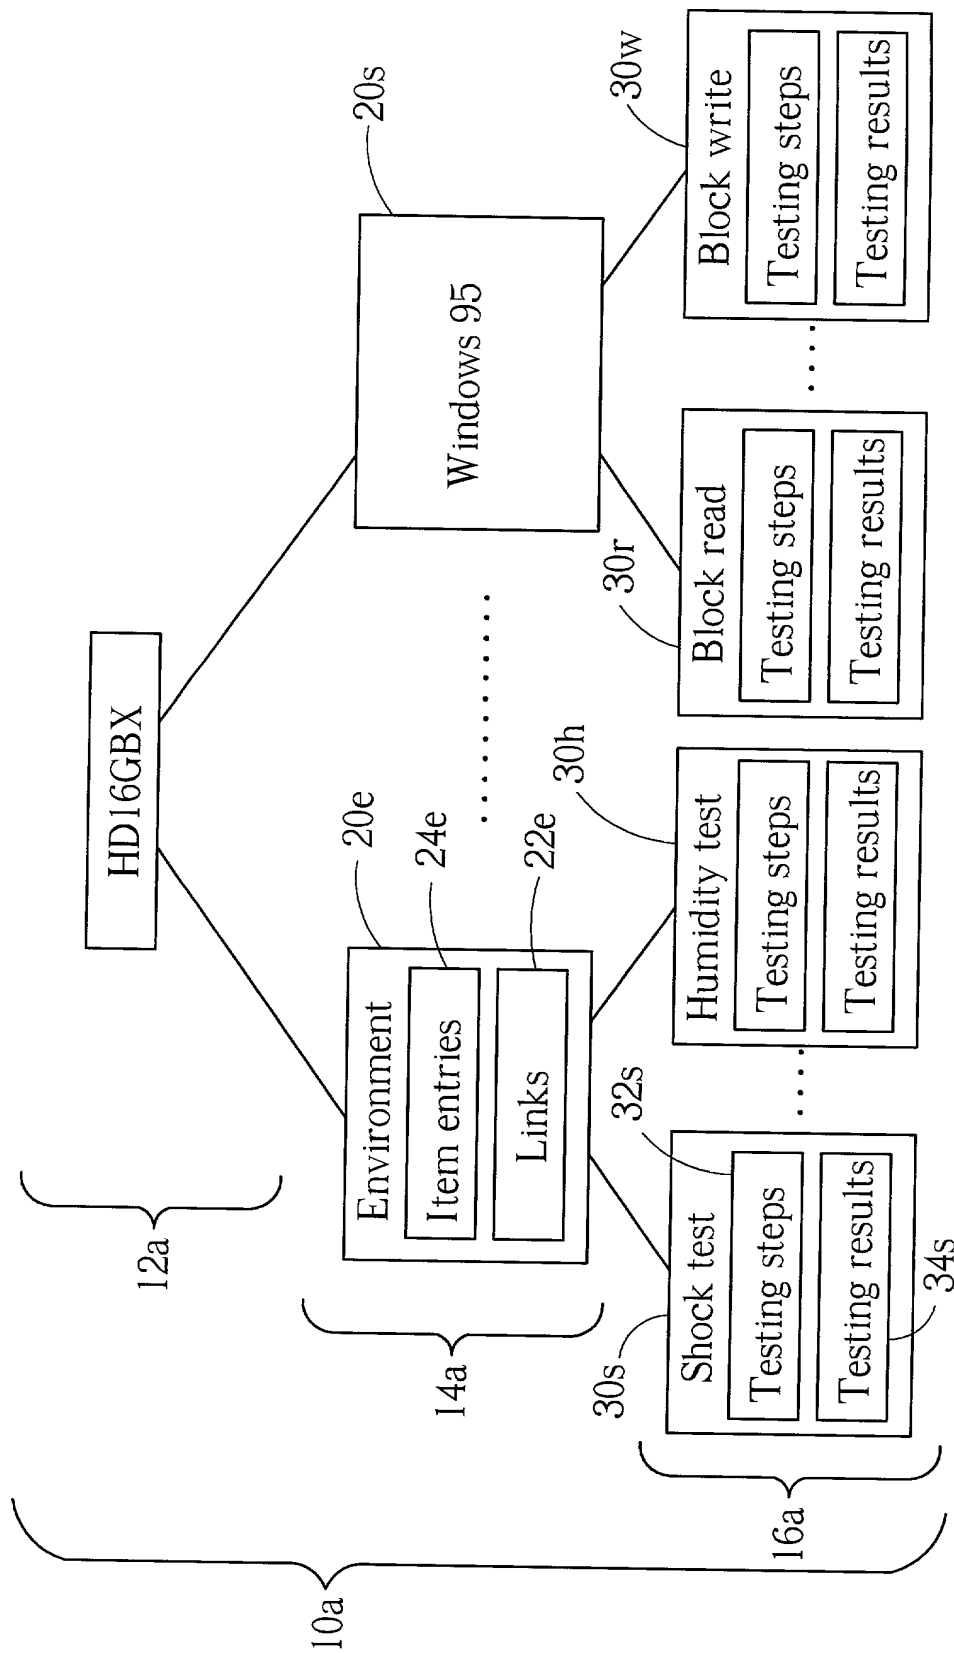 HD16GBX
12a
10a
14a
Environment
20e
Item entries
24e
Links
22e
Windows 95
20s
16a
30s
Shock test
Testing steps
32s
Testing results
34s
30h
Humidity test
Testing steps
Testing results
30r
Block read
Testing steps
Testing results
30w
Block write
Testing steps
Testing results